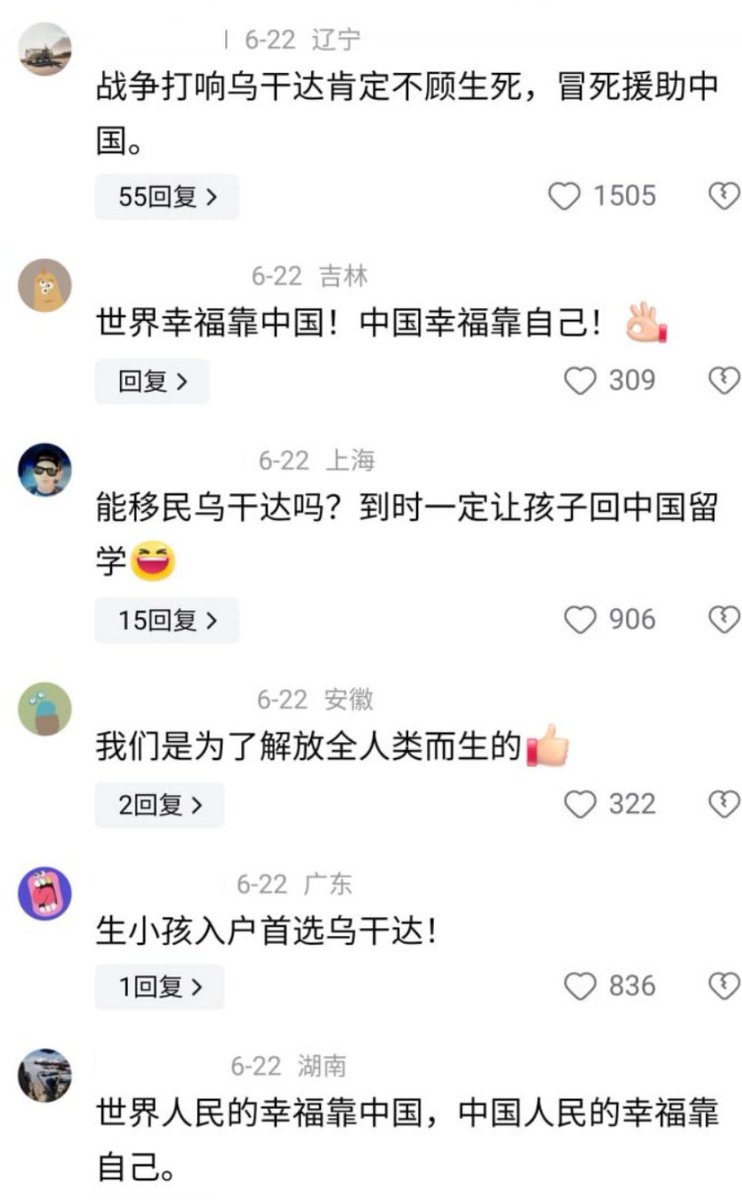 6-22 辽宁
战争打响乌干达肯定不顾生死，冒死援助中
国。
55回复 >
1505
6-22 吉林
世界幸福靠中国！中国幸福靠自己！👌
回复 >
309
6-22 上海
能移民乌干达吗？到时一定让孩子回中国留
学😆
15回复 >
906
6-22 安徽
我们是为了解放全人类而生的👍
2回复 >
322
6-22 广东
生小孩入户首选乌干达！
1回复 >
836
6-22 湖南
世界人民的幸福靠中国，中国人民的幸福靠
自己。